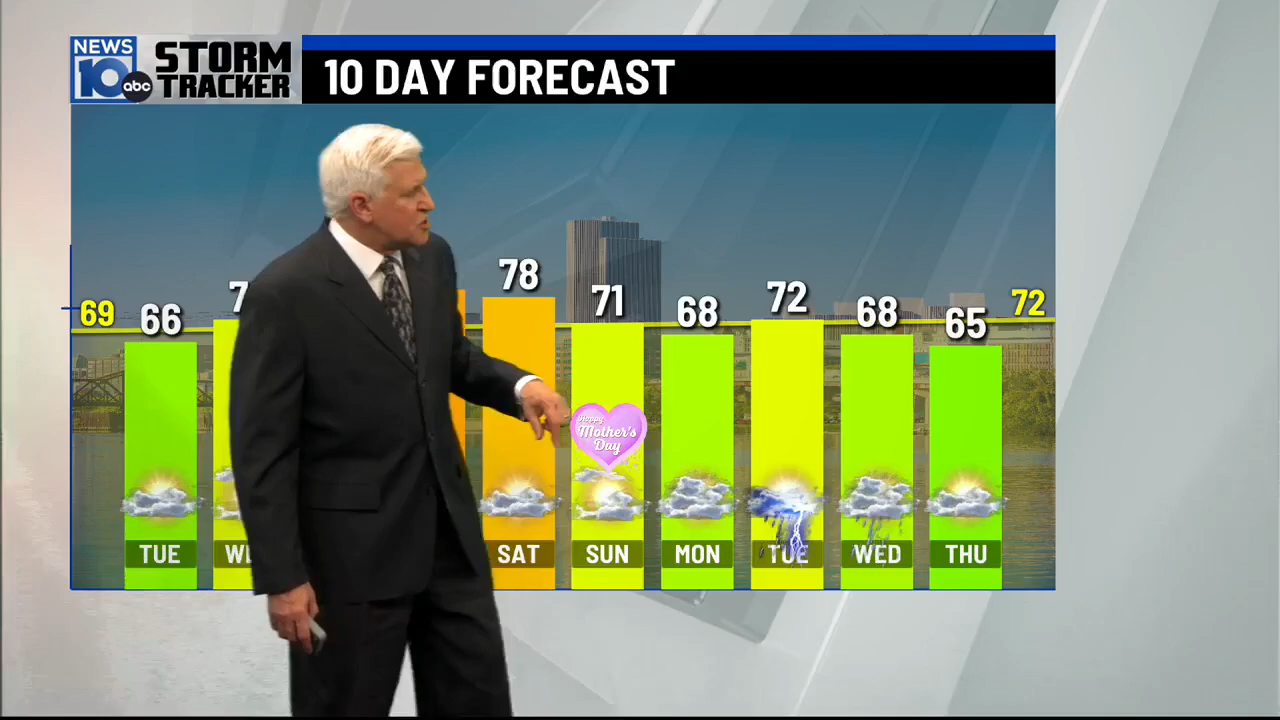 NEWS
10
abc
STORM
TRACKER
10 DAY FORECAST
69
66
7
78
71
68
72
68
65
72
Happy
Mother's
Day
TUE
SAT
SUN
MON
TUE
WED
THU